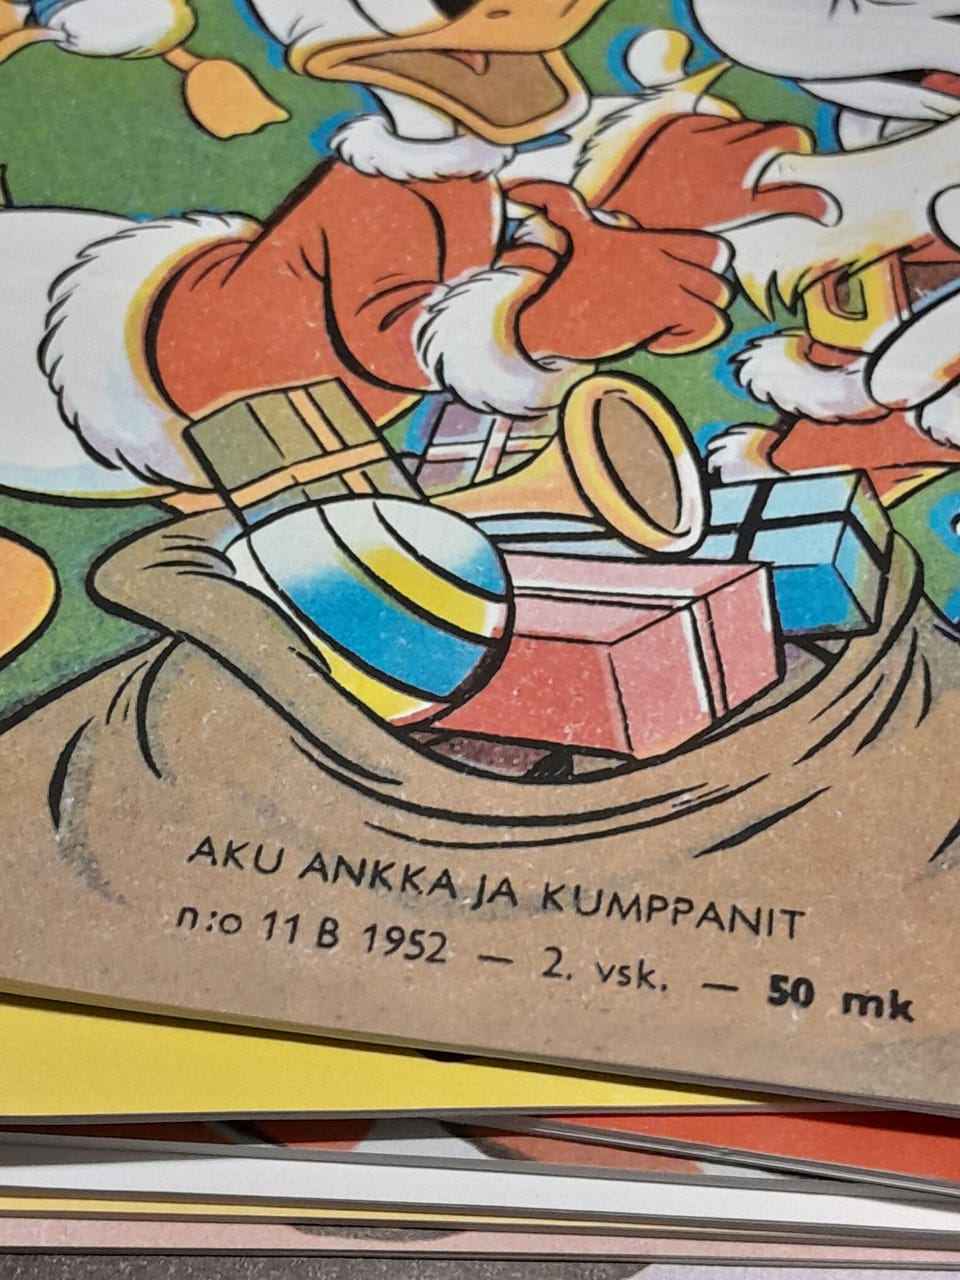 AKU ANKKA JA KUMPPANIT
n:o 11 B 1952 — 2. vsk. — 50 mk